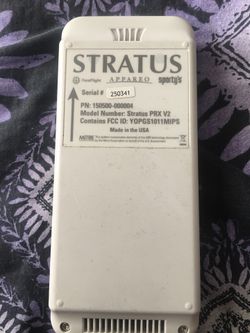 STRATUS
ForeFlight APPAREO sporty's
Serial # 250341
PN: 150500-000004
Model Number: Stratus PRX V2
Contains FCC ID: YOPGS1011MIPS
Made in the USA